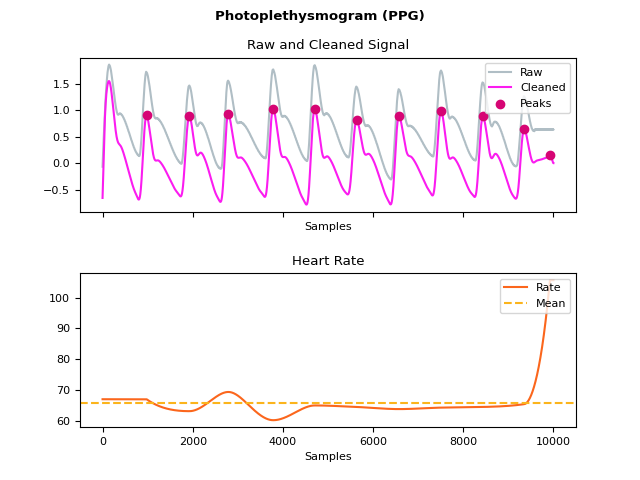 Photoplethysmogram (PPG)
Raw and Cleaned Signal
Raw
Cleaned
Peaks
1.5
1.0
0.5
0.0
−0.5
Samples
Heart Rate
Rate
Mean
100
90
80
70
60
0 2000 4000 6000 8000 10000
Samples